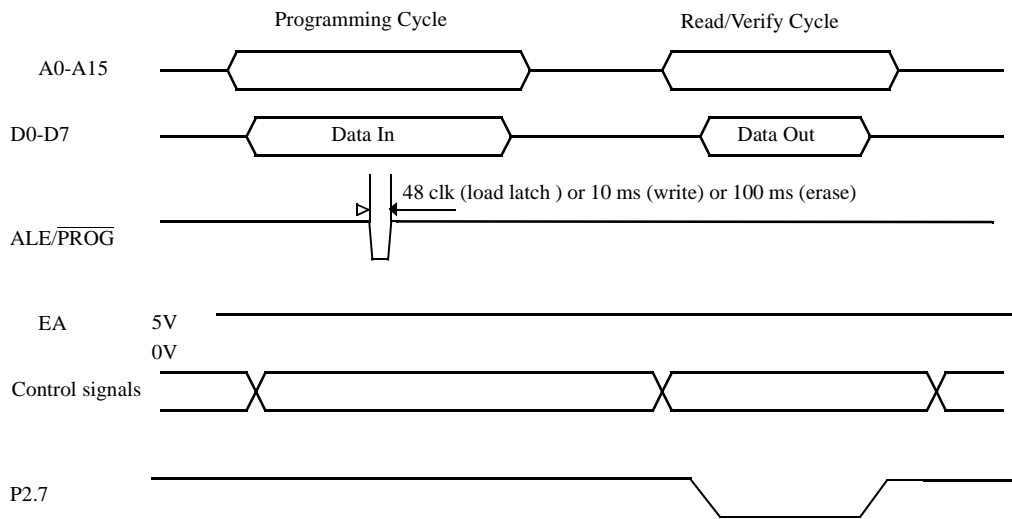 Programming Cycle Read/Verify Cycle
A0-A15
D0-D7 Data In Data Out
48 clk (load latch ) or 10 ms (write) or 100 ms (erase)
ALE/PROG
EA 5V
0V
Control signals
P2.7